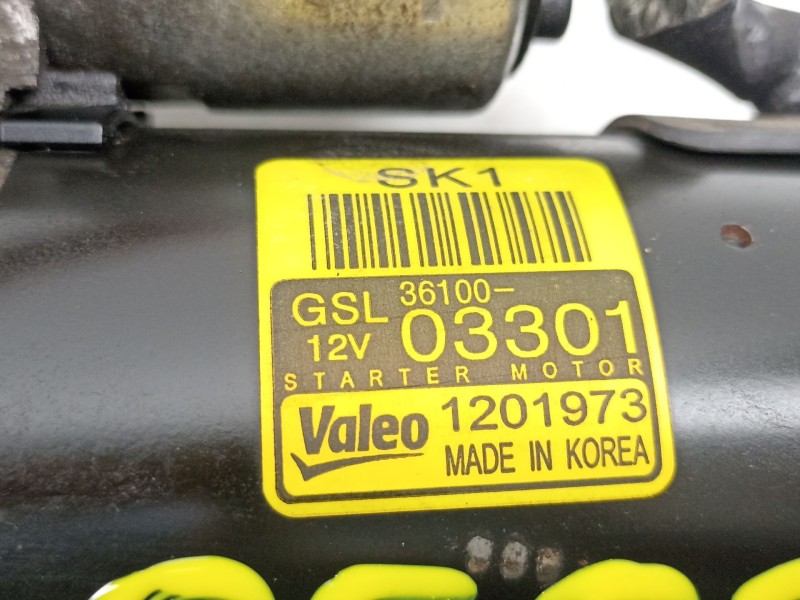 SK1
GSL 36100-
12V 03301
STARTER MOTOR
Valeo 1201973
MADE IN KOREA